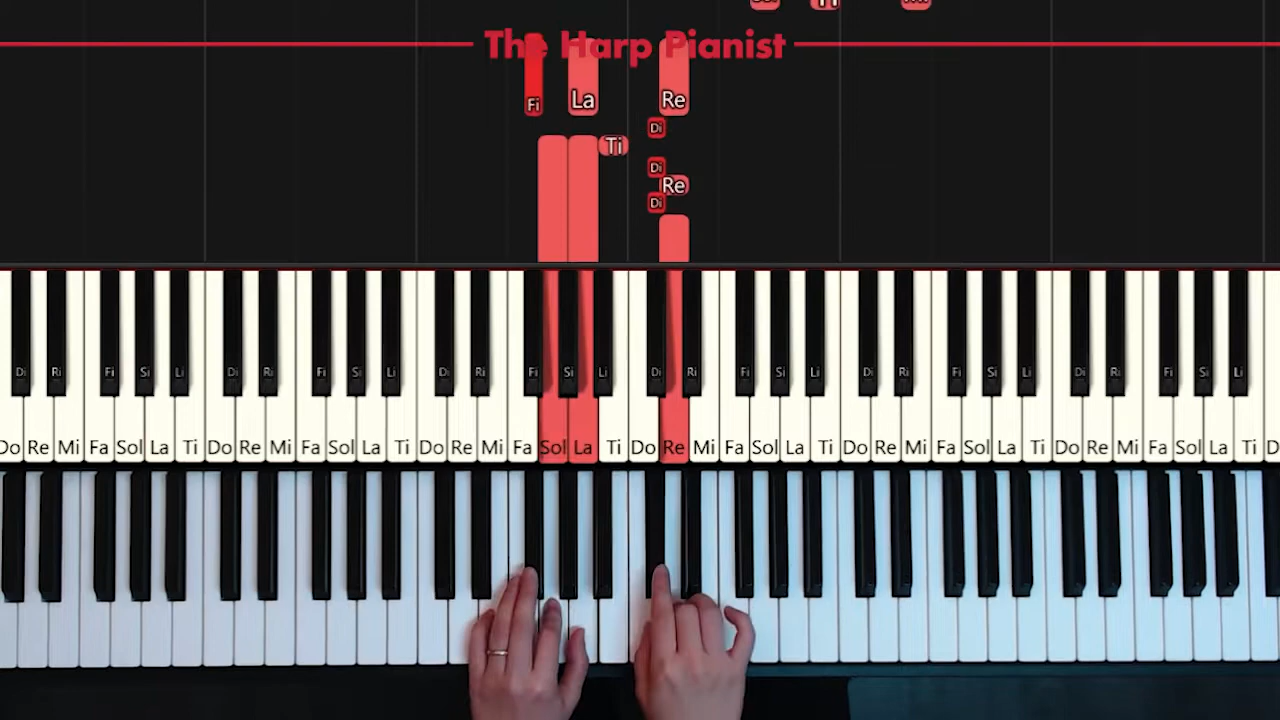 The Harp Pianist
Fi La Re
Di
Ti
Di
Re
Di
Di Ri Fi Si Li Di Ri Fi Si Li Di Ri Fi Si Li Di Ri Fi Si Li Di Ri Fi Si Li Di Ri Fi Si Li
Do Re Mi Fa Sol La Ti Do Re Mi Fa Sol La Ti Do Re Mi Fa Sol La Ti Do Re Mi Fa Sol La Ti Do Re Mi Fa Sol La Ti Do Re Mi Fa Sol La Ti D